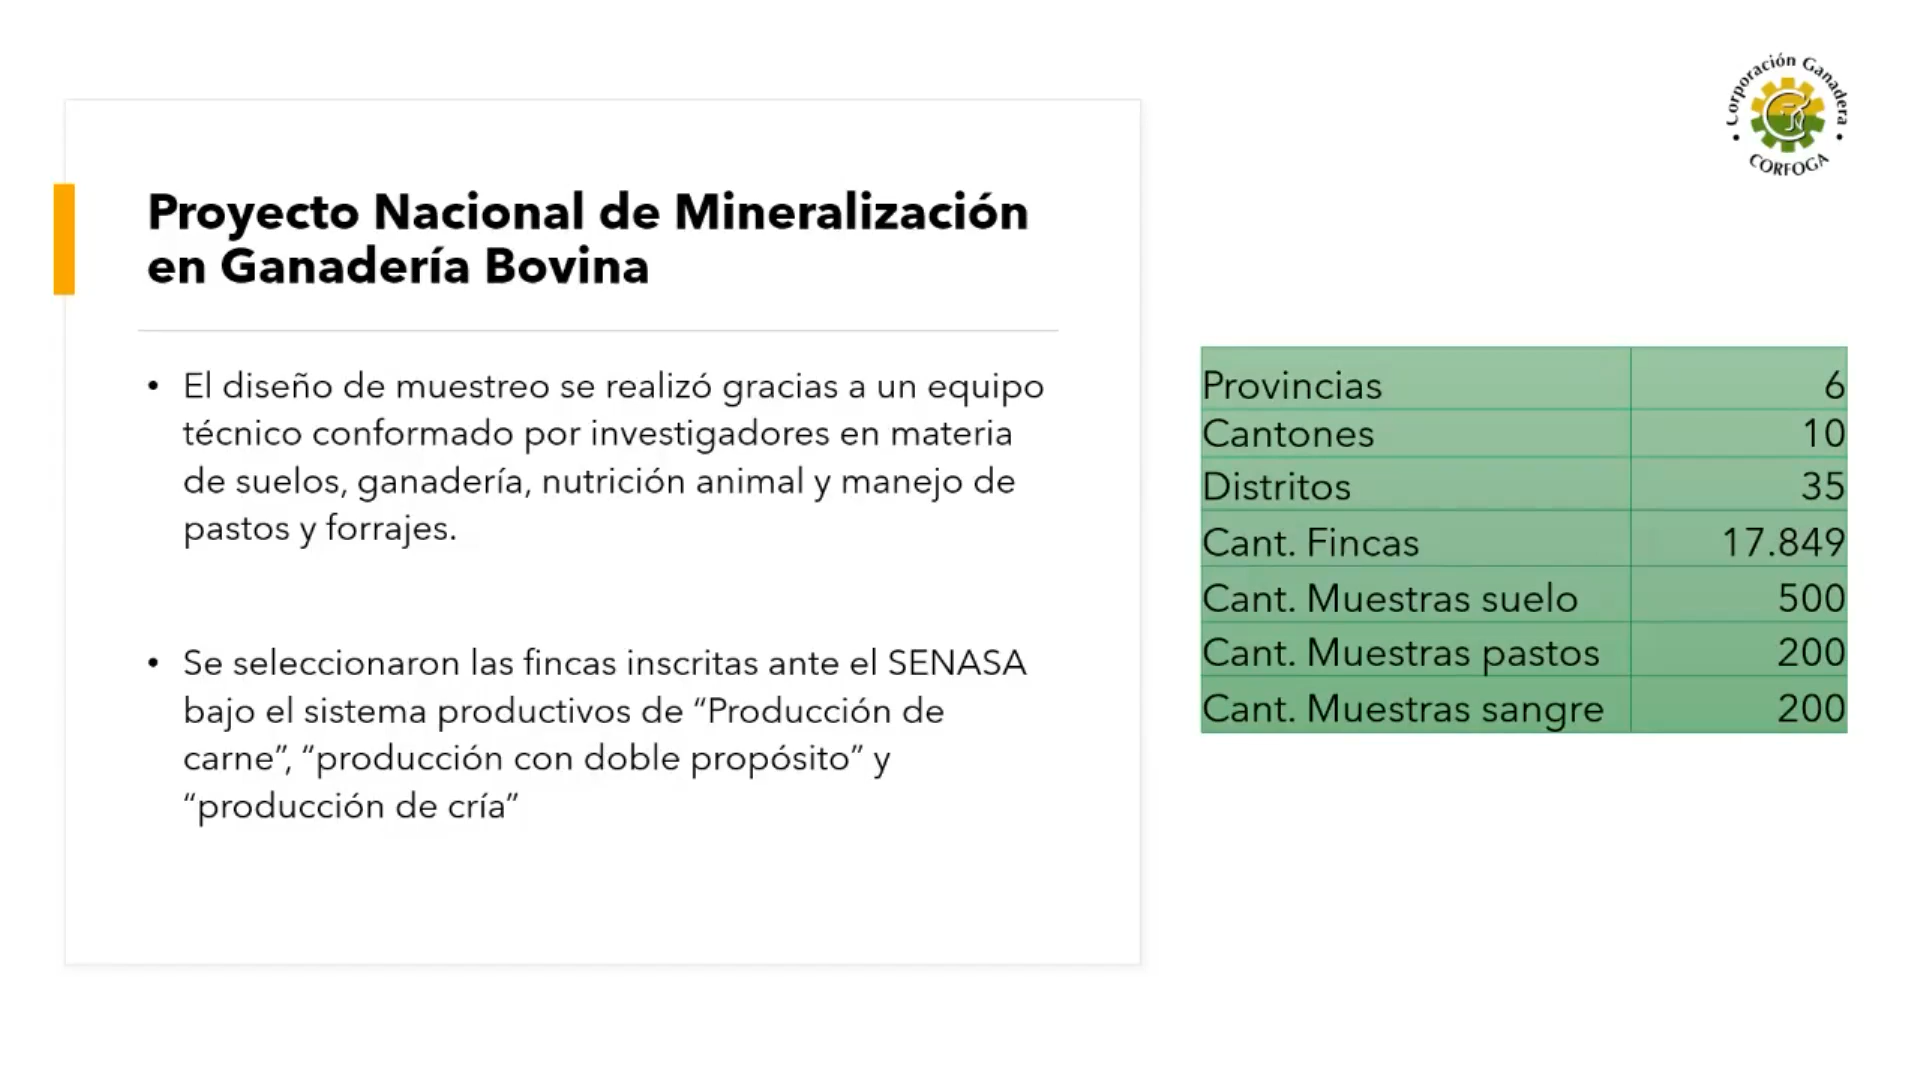 Corporación Ganadera
CORFOGA
Proyecto Nacional de Mineralización
en Ganadería Bovina
• El diseño de muestreo se realizó gracias a un equipo
técnico conformado por investigadores en materia
de suelos, ganadería, nutrición animal y manejo de
pastos y forrajes.
• Se seleccionaron las fincas inscritas ante el SENASA
bajo el sistema productivos de “Producción de
carne”, “producción con doble propósito” y
“producción de cría”
Provincias 6
Cantones 10
Distritos 35
Cant. Fincas 17.849
Cant. Muestras suelo 500
Cant. Muestras pastos 200
Cant. Muestras sangre 200